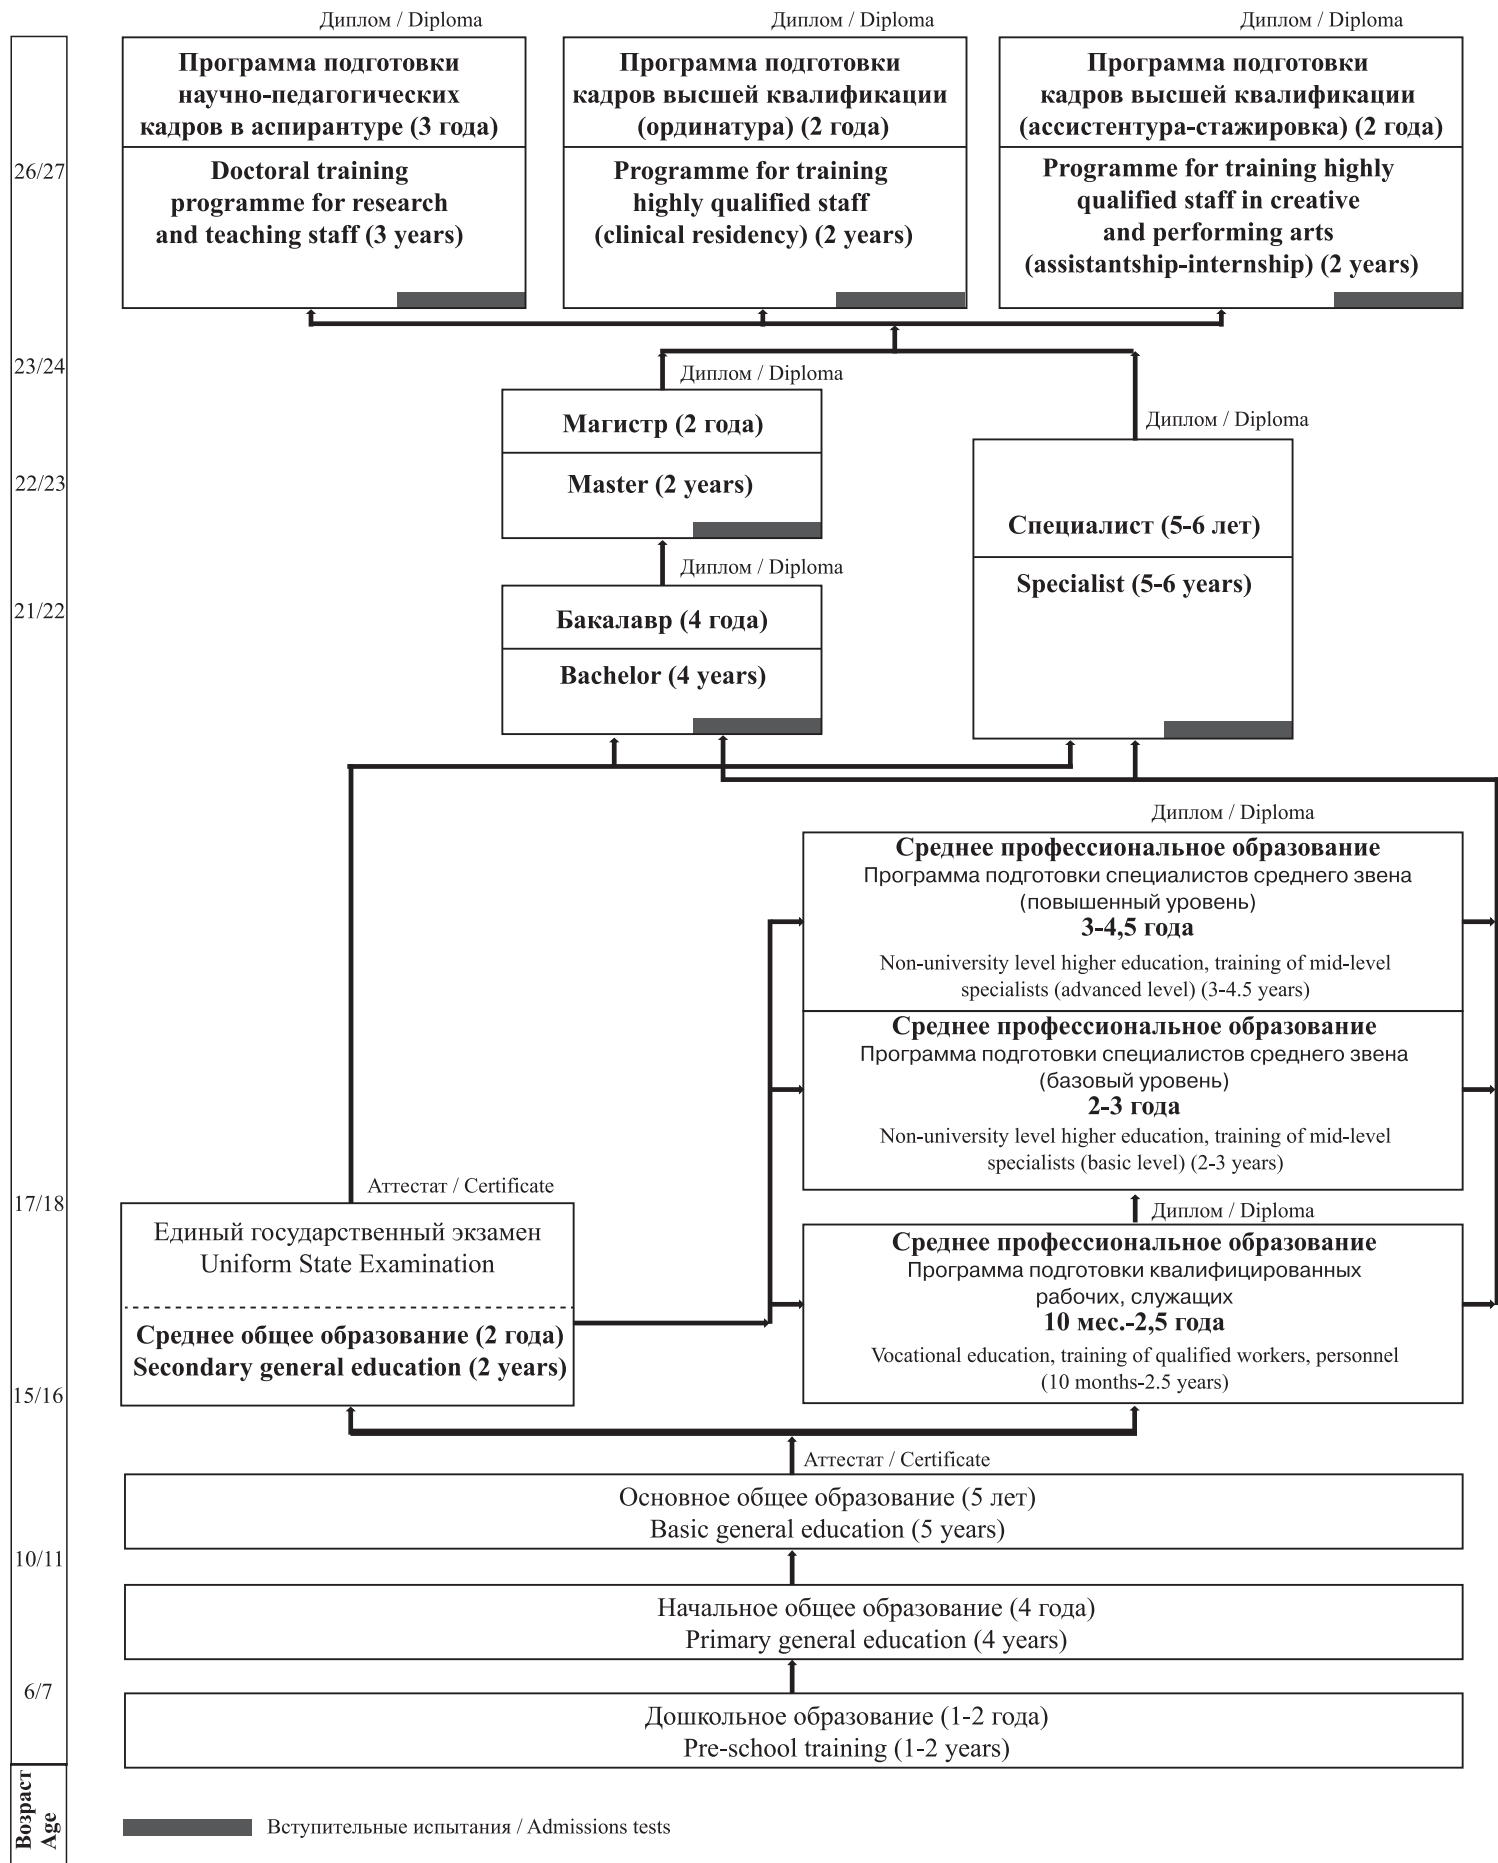 Диплом / Diploma
Программа подготовки
научно-педагогических
кадров в аспирантуре (3 года)
Doctoral training
programme for research
and teaching staff (3 years)
Диплом / Diploma
Программа подготовки
кадров высшей квалификации
(ординатура) (2 года)
Programme for training
highly qualified staff
(clinical residency) (2 years)
Диплом / Diploma
Программа подготовки
кадров высшей квалификации
(ассистентура-стажировка) (2 года)
Programme for training highly
qualified staff in creative
and performing arts
(assistantship-internship) (2 years)
26/27
23/24
Диплом / Diploma
Магистр (2 года)
Master (2 years)
22/23
Диплом / Diploma
Специалист (5-6 лет)
Specialist (5-6 years)
Диплом / Diploma
21/22
Бакалавр (4 года)
Bachelor (4 years)
Диплом / Diploma
Среднее профессиональное образование
Программа подготовки специалистов среднего звена
(повышенный уровень)
3-4,5 года
Non-university level higher education, training of mid-level
specialists (advanced level) (3-4.5 years)
Среднее профессиональное образование
Программа подготовки специалистов среднего звена
(базовый уровень)
2-3 года
Non-university level higher education, training of mid-level
specialists (basic level) (2-3 years)
17/18
Аттестат / Certificate
Единый государственный экзамен
Uniform State Examination
Среднее общее образование (2 года)
Secondary general education (2 years)
Диплом / Diploma
Среднее профессиональное образование
Программа подготовки квалифицированных
рабочих, служащих
10 мес.-2,5 года
Vocational education, training of qualified workers, personnel
(10 months-2.5 years)
15/16
Аттестат / Certificate
Основное общее образование (5 лет)
Basic general education (5 years)
10/11
Начальное общее образование (4 года)
Primary general education (4 years)
6/7
Дошкольное образование (1-2 года)
Pre-school training (1-2 years)
Возраст
Age
Вступительные испытания / Admissions tests